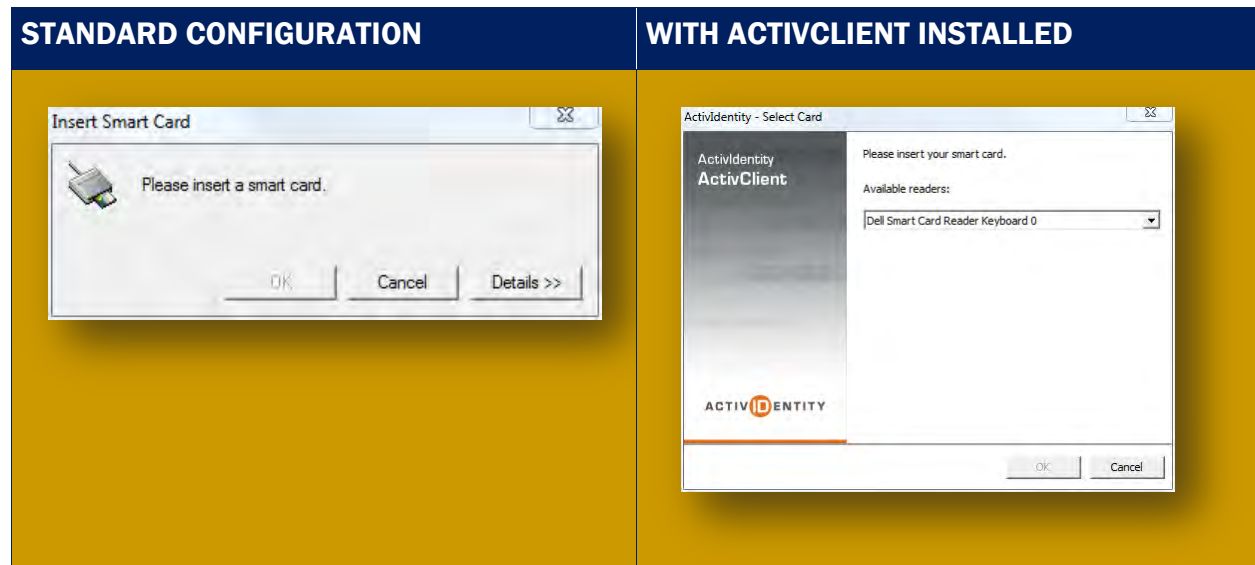 STANDARD CONFIGURATION
WITH ACTIVCLIENT INSTALLED
Insert Smart Card
Please insert a smart card.
OK Cancel Details >>
ActivIdentity - Select Card
ActivIdentity
ActivClient
Please insert your smart card.
Available readers:
Dell Smart Card Reader Keyboard 0
ACTIVIDENTITY
OK Cancel